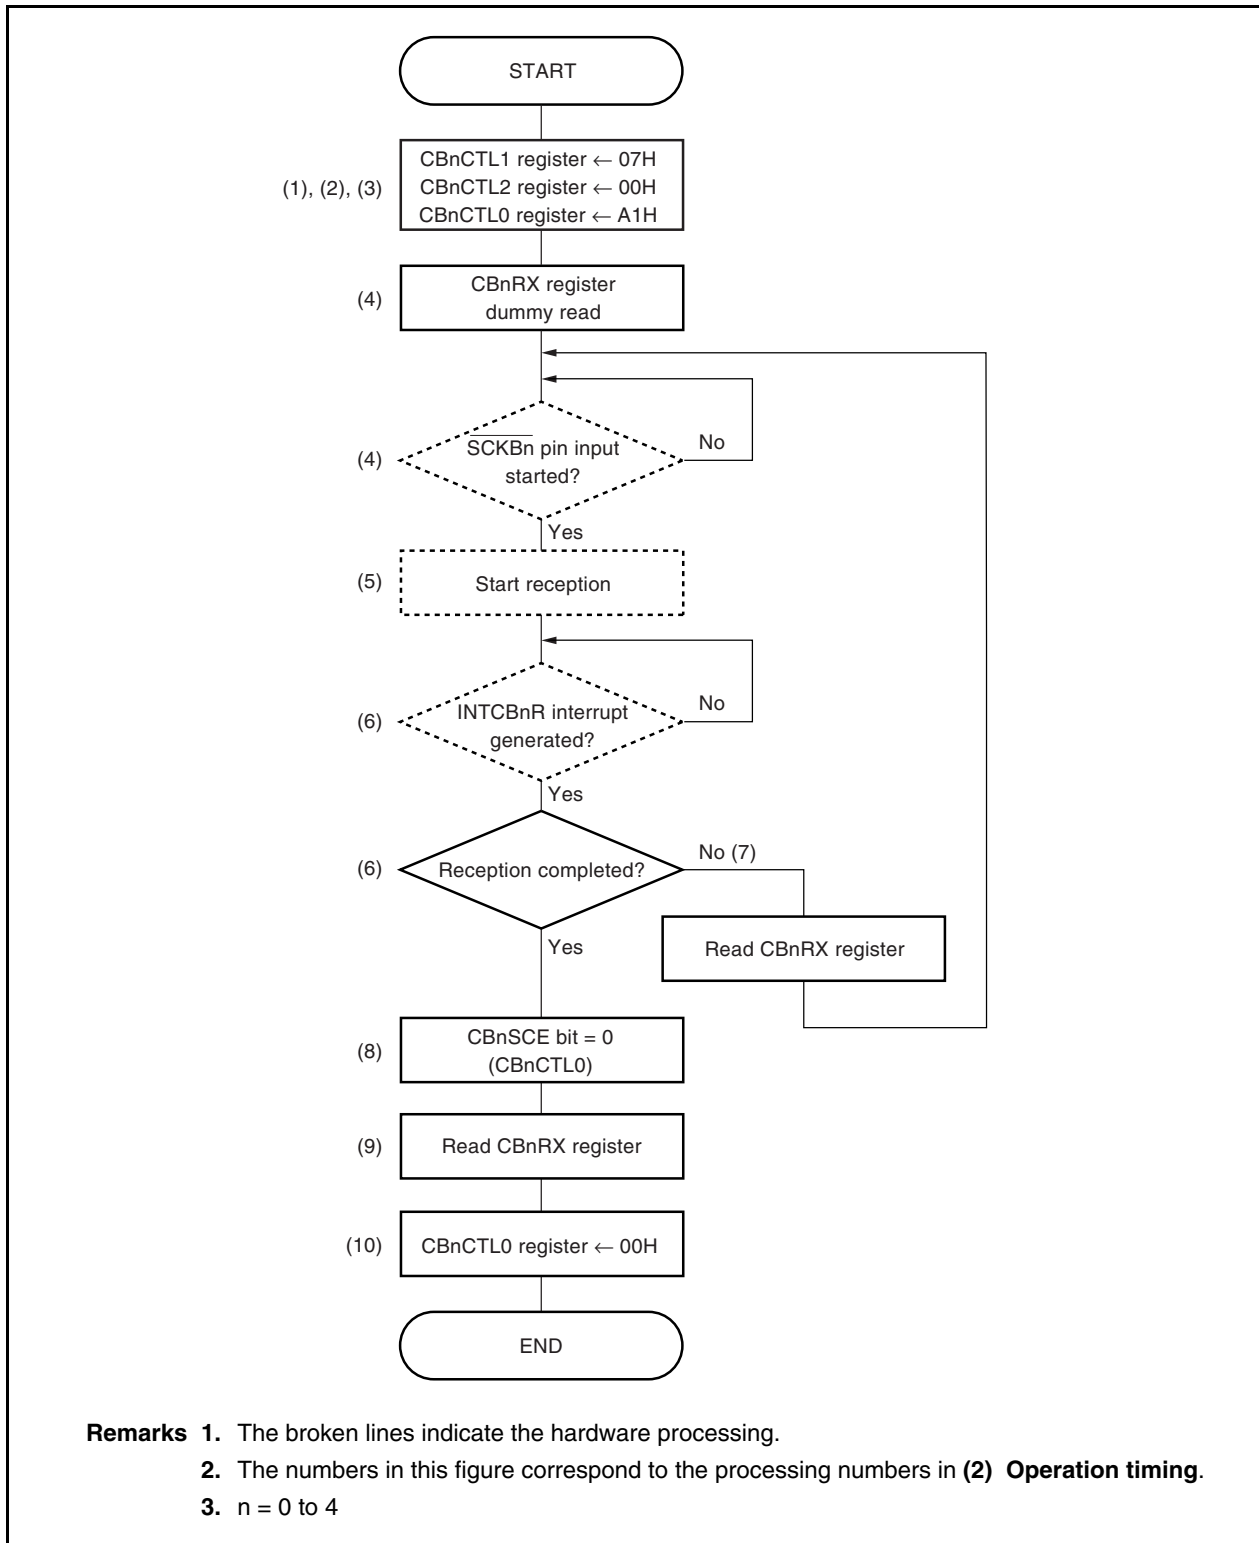 START
CBnCTL1 register ← 07H
(1), (2), (3) CBnCTL2 register ← 00H
CBnCTL0 register ← A1H
CBnRX register
(4)
dummy read
SCKBn pin input
No
(4)
started?
Yes
(5) Start reception
INTCBnR interrupt
No
(6)
generated?
Yes
No (7)
(6) Reception completed?
Yes
Read CBnRX register
CBnSCE bit = 0
(8)
(CBnCTL0)
(9) Read CBnRX register
(10) CBnCTL0 register ← 00H
END
Remarks 1. The broken lines indicate the hardware processing.
2. The numbers in this figure correspond to the processing numbers in (2) Operation timing.
3. n = 0 to 4